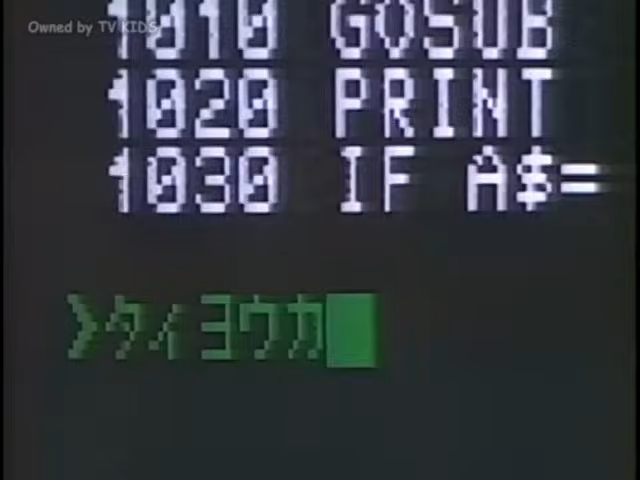 Owned by TV KIDS
1010 GOSUB
1020 PRINT
1030 IF A$=
>タイヨウカ